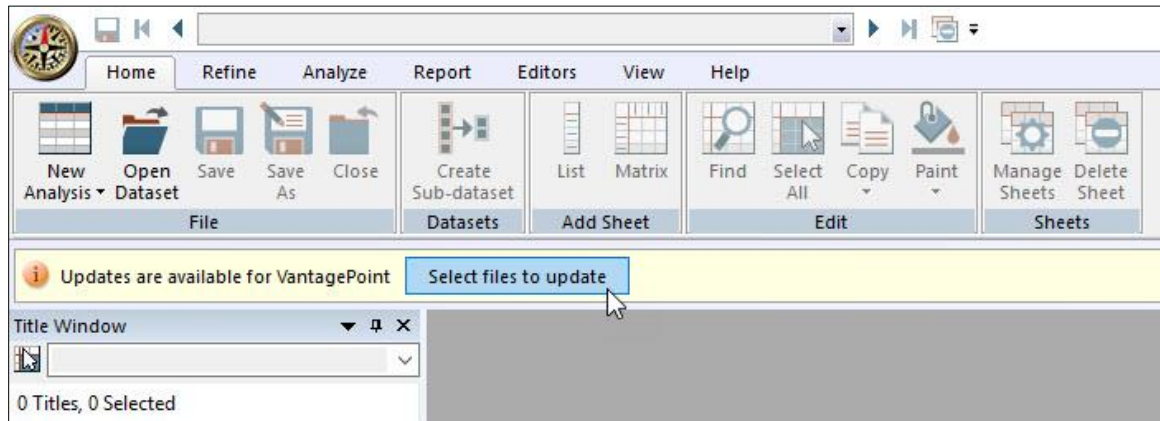 Home Refine Analyze Report Editors View Help
New Analysis Open Dataset Save Save As Close
File
Create Sub-dataset
Datasets
List Matrix
Add Sheet
Find Select All Copy Paint
Edit
Manage Sheets Delete Sheet
Sheets
Updates are available for VantagePoint Select files to update
Title Window
0 Titles, 0 Selected